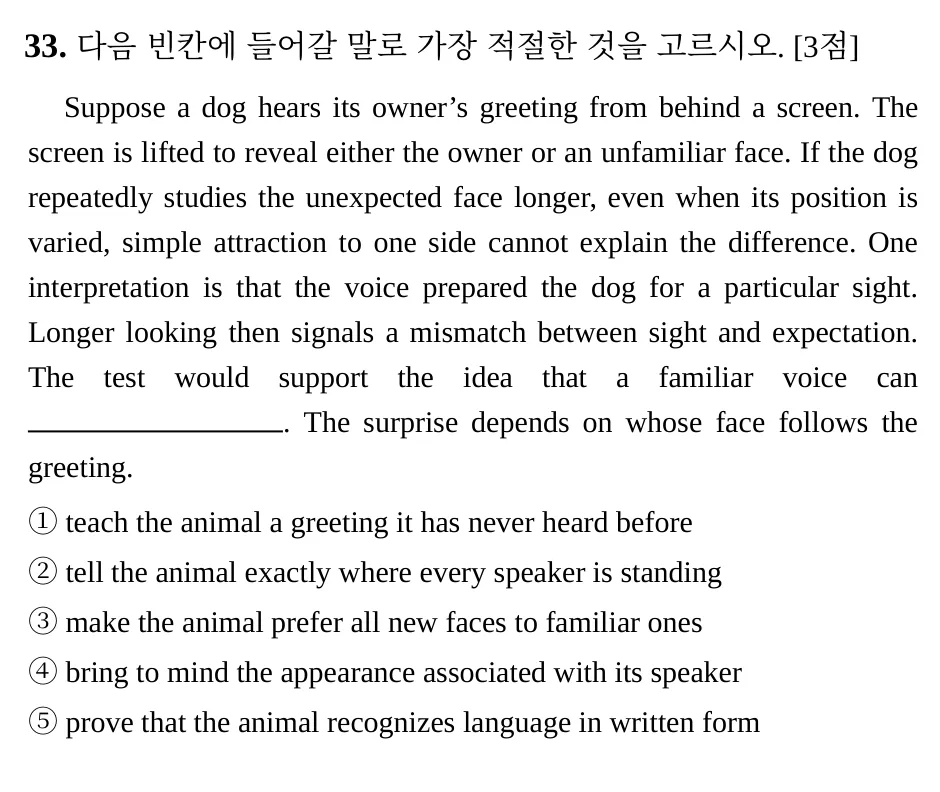 33. 다음 빈칸에 들어갈 말로 가장 적절한 것을 고르시오. [3점]
Suppose a dog hears its owner’s greeting from behind a screen. The
screen is lifted to reveal either the owner or an unfamiliar face. If the dog
repeatedly studies the unexpected face longer, even when its position is
varied, simple attraction to one side cannot explain the difference. One
interpretation is that the voice prepared the dog for a particular sight.
Longer looking then signals a mismatch between sight and expectation.
The test would support the idea that a familiar voice can
_________________. The surprise depends on whose face follows the
greeting.
① teach the animal a greeting it has never heard before
② tell the animal exactly where every speaker is standing
③ make the animal prefer all new faces to familiar ones
④ bring to mind the appearance associated with its speaker
⑤ prove that the animal recognizes language in written form